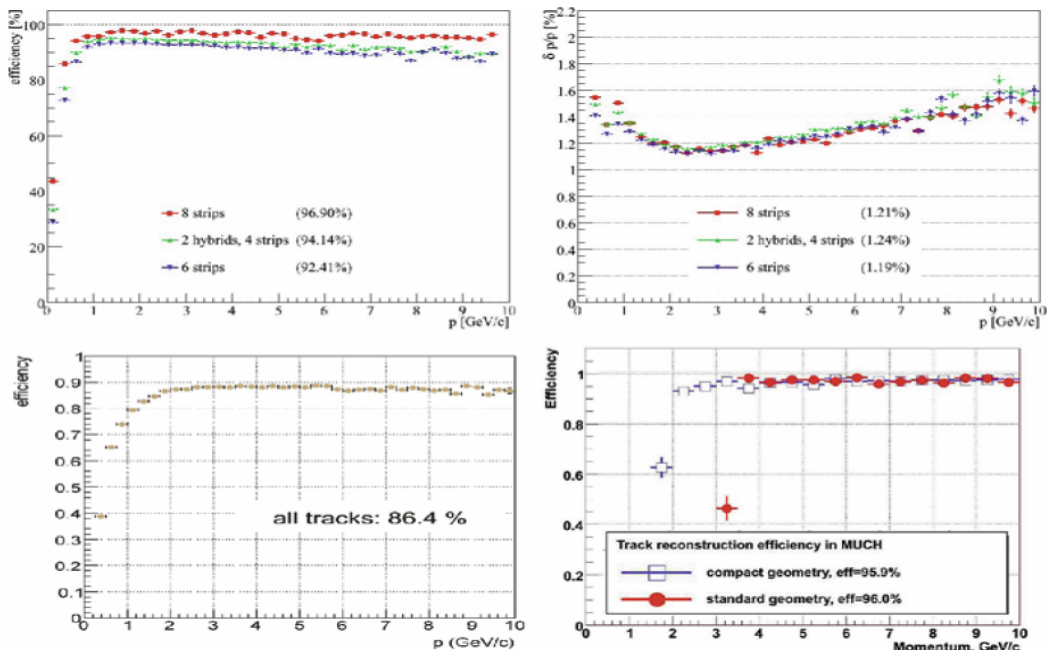 efficiency [%]
100
80
60
40
20
0
8 strips (96.90%)
2 hybrids, 4 strips (94.14%)
6 strips (92.41%)
0 1 2 3 4 5 6 7 8 9 10
p [GeV/c]
δ p/p [%]
2.2
2
1.8
1.6
1.4
1.2
1
0.8
0.6
0.4
0.2
0
8 strips (1.21%)
2 hybrids, 4 strips (1.24%)
6 strips (1.19%)
0 1 2 3 4 5 6 7 8 9 10
p [GeV/c]
efficiency
1
0.9
0.8
0.7
0.6
0.5
0.4
0.3
0.2
0.1
0
all tracks: 86.4 %
0 1 2 3 4 5 6 7 8 9 10
p (GeV/c)
Efficiency
1
0.8
0.6
0.4
0.2
0
Track reconstruction efficiency in MUCH
compact geometry, eff=95.9%
standard geometry, eff=96.0%
0 1 2 3 4 5 6 7 8 9 10
Momentum, GeV/c